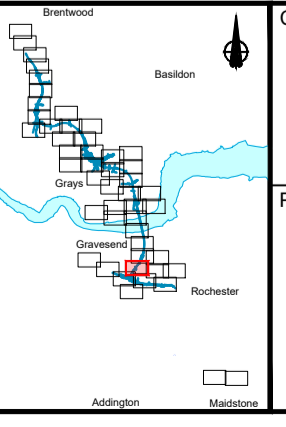 Brentwood
Basildon
Grays
Gravesend
Rochester
Addington
Maidstone